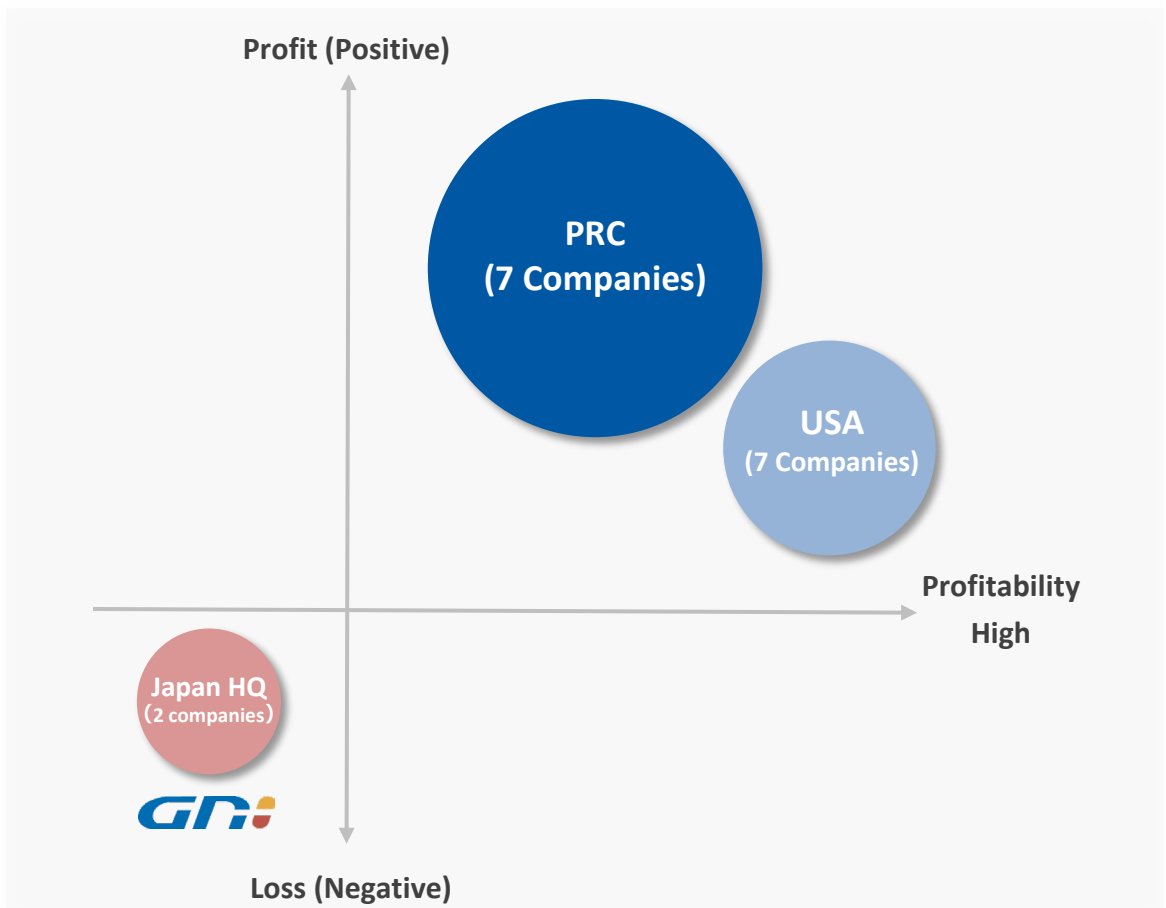 Profit (Positive)
PRC
(7 Companies)
USA
(7 Companies)
Profitability
High
Japan HQ
(2 companies)
GNI
Loss (Negative)